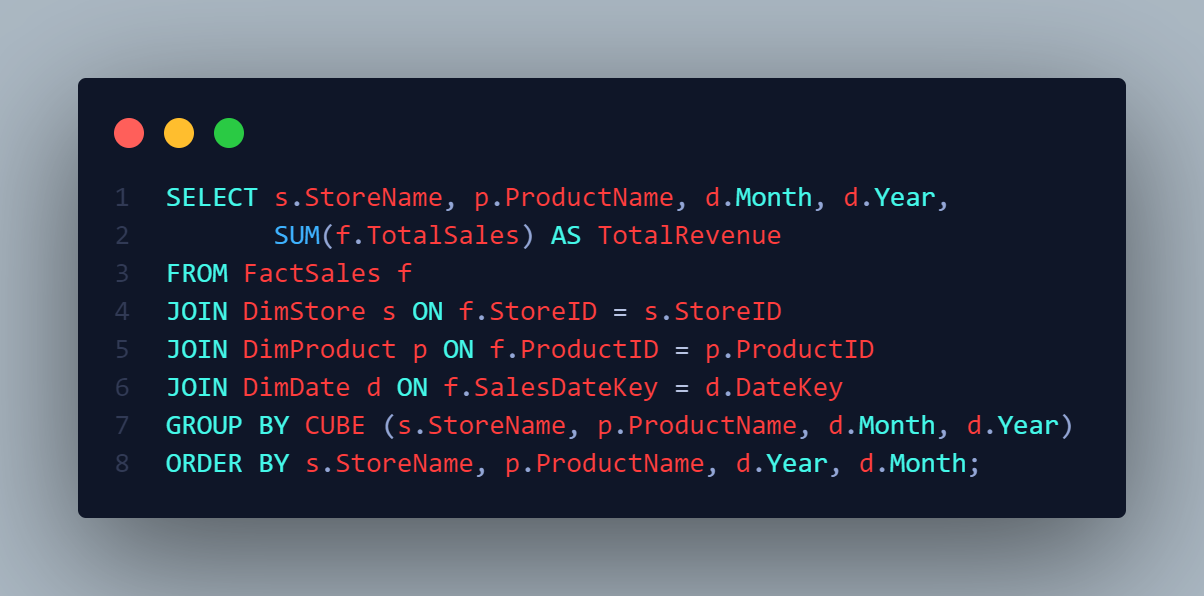 1 SELECT s.StoreName, p.ProductName, d.Month, d.Year,
2        SUM(f.TotalSales) AS TotalRevenue
3 FROM FactSales f
4 JOIN DimStore s ON f.StoreID = s.StoreID
5 JOIN DimProduct p ON f.ProductID = p.ProductID
6 JOIN DimDate d ON f.SalesDateKey = d.DateKey
7 GROUP BY CUBE (s.StoreName, p.ProductName, d.Month, d.Year)
8 ORDER BY s.StoreName, p.ProductName, d.Year, d.Month;